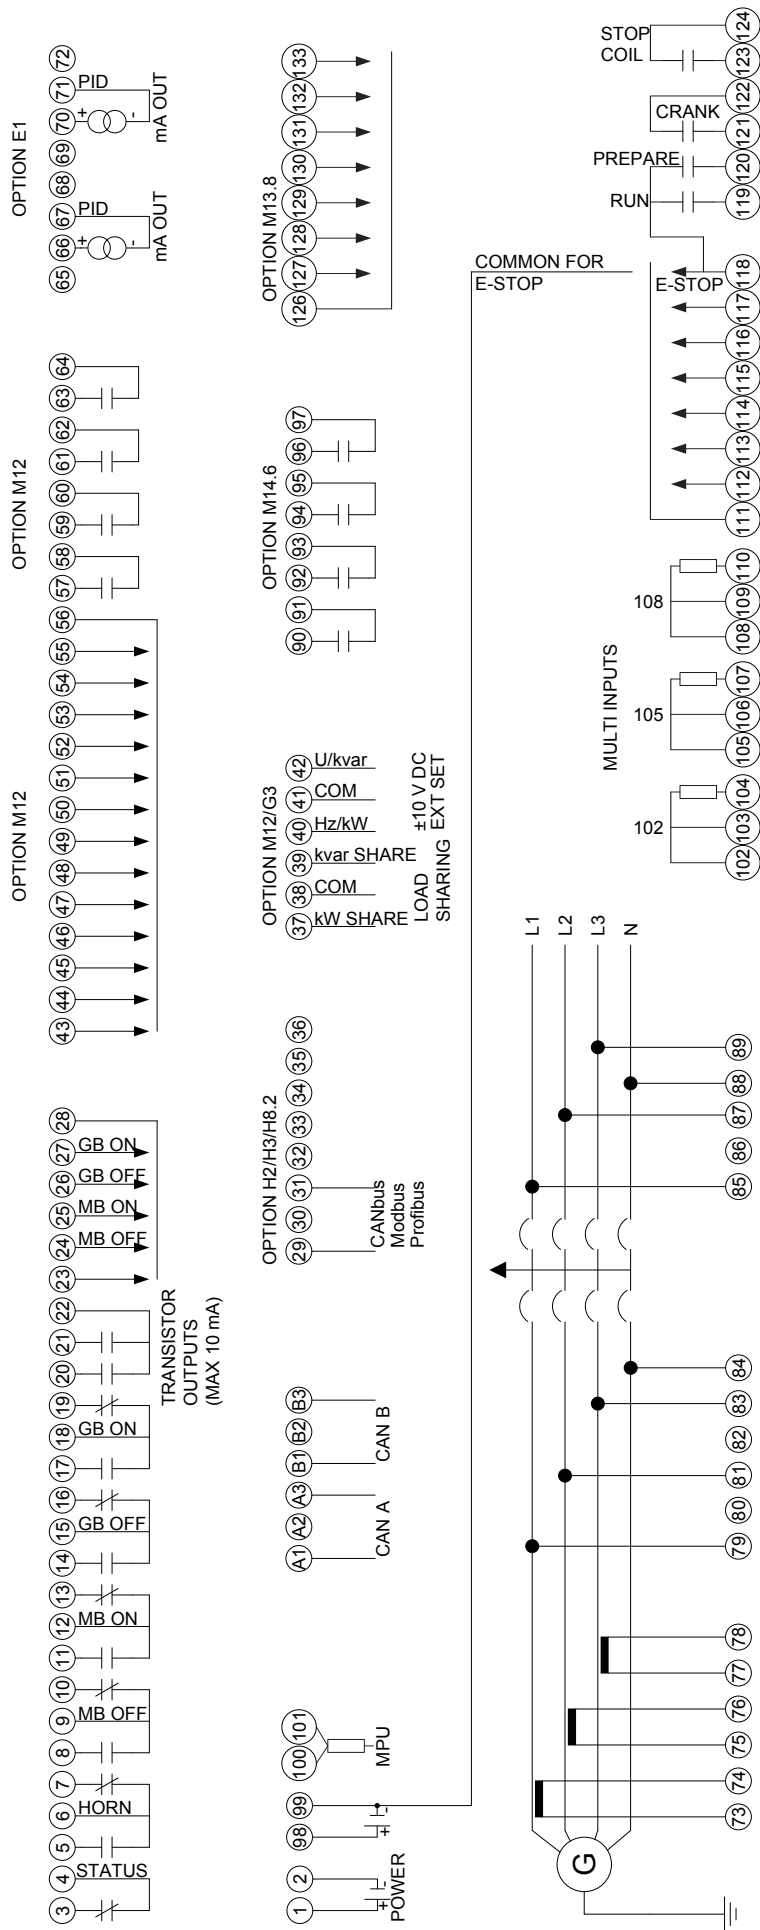 OPTION M12
OPTION M12
OPTION E1
3 4 5 6 7 8 9 10 11 12 13 14 15 16 17 18 19 20 21 22 23 24 25 26 27 28
43 44 45 46 47 48 49 50 51 52 53 54 55 56 57 58 59 60 61 62 63 64
65 66 67 68 69 70 71 72
STATUS
HORN
MB OFF
MB ON
GB OFF
GB ON
MB OFF
MB ON
GB OFF
GB ON
+
-
PID
mA OUT
+
-
PID
mA OUT
TRANSISTOR
OUTPUTS
(MAX 10 mA)
OPTION H2/H3/H8.2
OPTION M12/G3
OPTION M14.6
OPTION M13.8
1 2 98 99 100 101
A1 A2 A3 B1 B2 B3
29 30 31 32 33 34 35 36
37 38 39 40 41 42
90 91 92 93 94 95 96 97
126 127 128 129 130 131 132 133
+
-
POWER
+
-
MPU
CAN A
CAN B
CANbus
Modbus
Profibus
kW SHARE
COM
kvar SHARE
Hz/kW
COM
U/kvar
LOAD
SHARING
±10 V DC
EXT SET
COMMON FOR
E-STOP
G
L1
L2
L3
N
MULTI INPUTS
102
105
108
E-STOP
RUN
PREPARE
CRANK
STOP
COIL
73 74 75 76 77 78 79 80 81 82 83 84 85 86 87 88 89
102 103 104 105 106 107 108 109 110
111 112 113 114 115 116 117 118
119 120 121 122 123 124